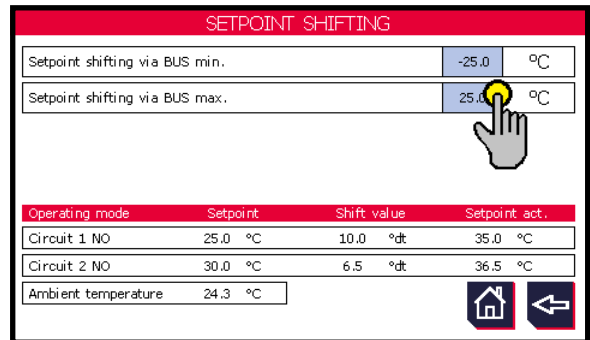 SETPOINT SHIFTING
Setpoint shifting via BUS min. -25.0 °C
Setpoint shifting via BUS max. 25.0 °C
Operating mode Setpoint Shift value Setpoint act.
Circuit 1 NO 25.0 °C 10.0 °dt 35.0 °C
Circuit 2 NO 30.0 °C 6.5 °dt 36.5 °C
Ambient temperature 24.3 °C